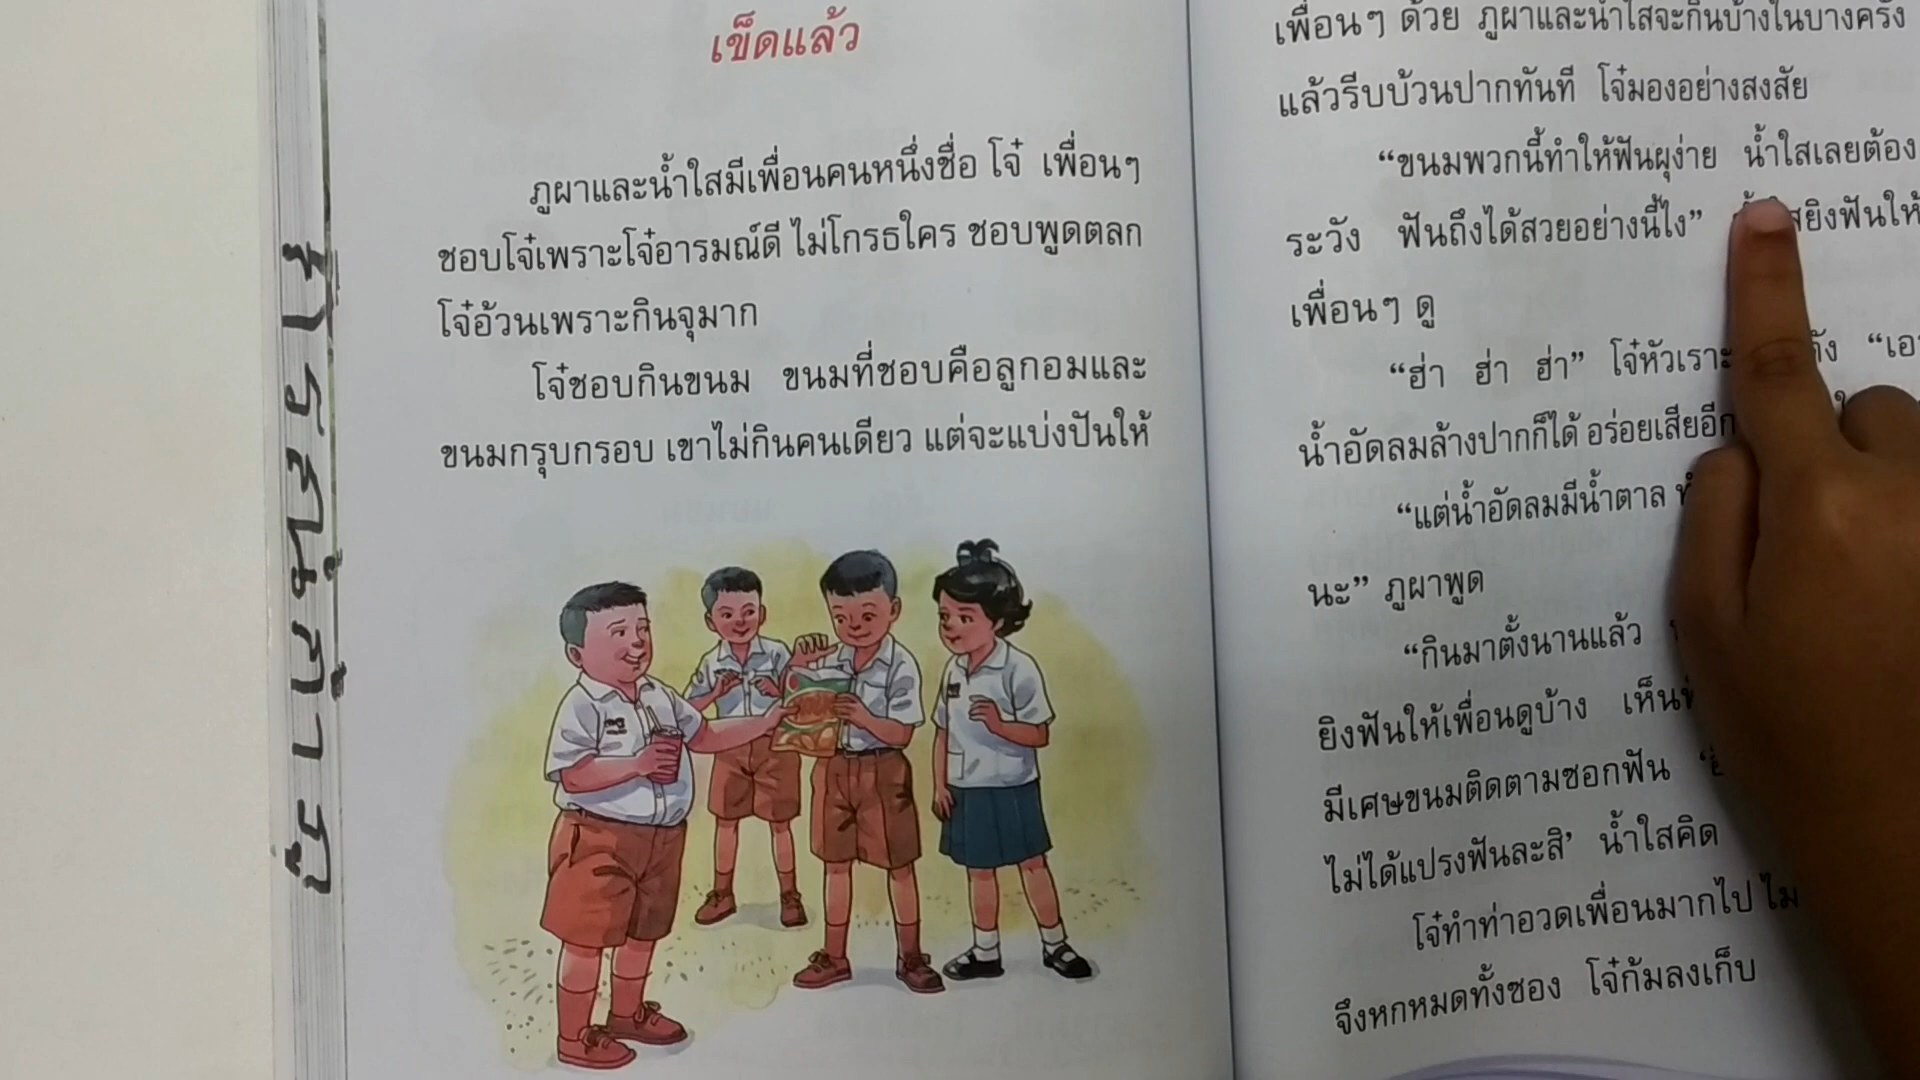 เข็ดแล้ว
ภูผาและน้ำใสมีเพื่อนคนหนึ่งชื่อ โจ๋ เพื่อนๆ
ชอบโจ๋เพราะโจ๋อารมณ์ดี ไม่โกรธใคร ชอบพูดตลก
โจ๋อ้วนเพราะกินจุมาก
โจ๋ชอบกินขนม ขนมที่ชอบคือลูกอมและ
ขนมกรุบกรอบ เขาไม่กินคนเดียว แต่จะแบ่งปันให้
เพื่อนๆ ด้วย ภูผาและน้ำใสจะกินบ้างในบางครั้ง
แล้วรีบบ้วนปากทันที โจ๋มองอย่างสงสัย
“ขนมพวกนี้ทำให้ฟันผุง่าย น้ำใสเลยต้อง
ระวัง ฟันถึงได้สวยอย่างนี้ไง” ยิงฟันให้
เพื่อนๆ ดู
“ฮ่า ฮ่า ฮ่า” โจ๋หัวเราะ
น้ำอัดลมล้างปากก็ได้ อร่อยเสียอีก
“แต่น้ำอัดลมมีน้ำตาล
นะ” ภูผาพูด
“กินมาตั้งนานแล้ว
ยิงฟันให้เพื่อนดูบ้าง
มีเศษขนมติดตามซอกฟัน
ไม่ได้แปรงฟันละสิ’ น้ำใสคิด
โจ๋ทำท่าอวดเพื่อนมากไป
จึงหกหมดทั้งซอง โจ๋ก้มลงเก็บ